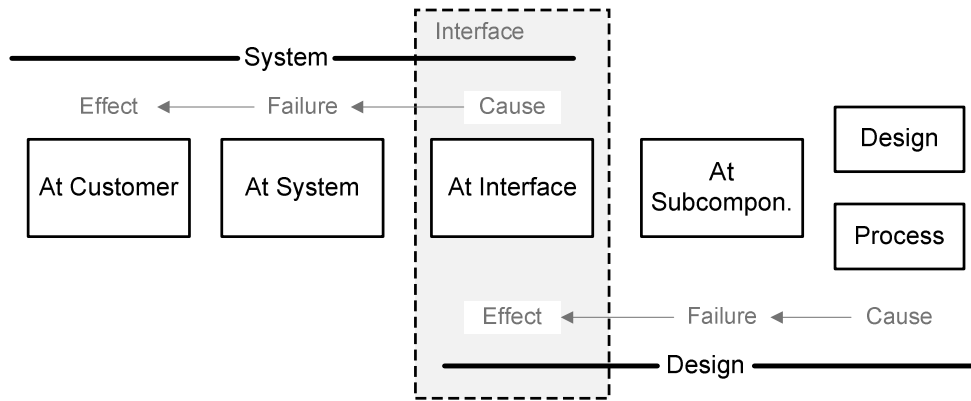 Interface
System
Effect Failure Cause
At Customer
At System
At Interface
At
Subcompon.
Design
Process
Effect Failure Cause
Design